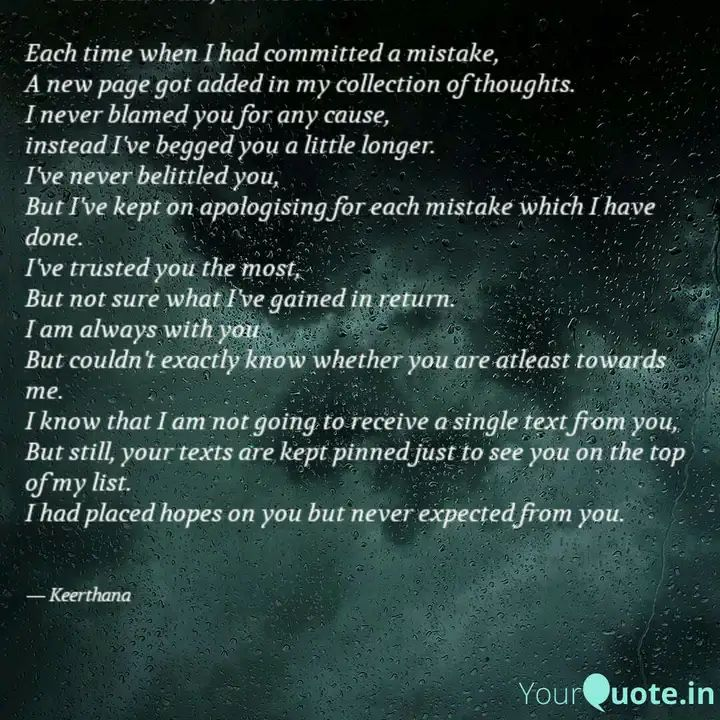 Each time when I had committed a mistake,
A new page got added in my collection of thoughts.
I never blamed you for any cause,
instead I've begged you a little longer.
I've never belittled you,
But I've kept on apologising for each mistake which I have
done.
I've trusted you the most,
But not sure what I've gained in return.
I am always with you
But couldn't exactly know whether you are atleast towards
me.
I know that I am not going to receive a single text from you,
But still, your texts are kept pinned just to see you on the top
of my list.
I had placed hopes on you but never expected from you.
— Keerthana
YourQuote.in